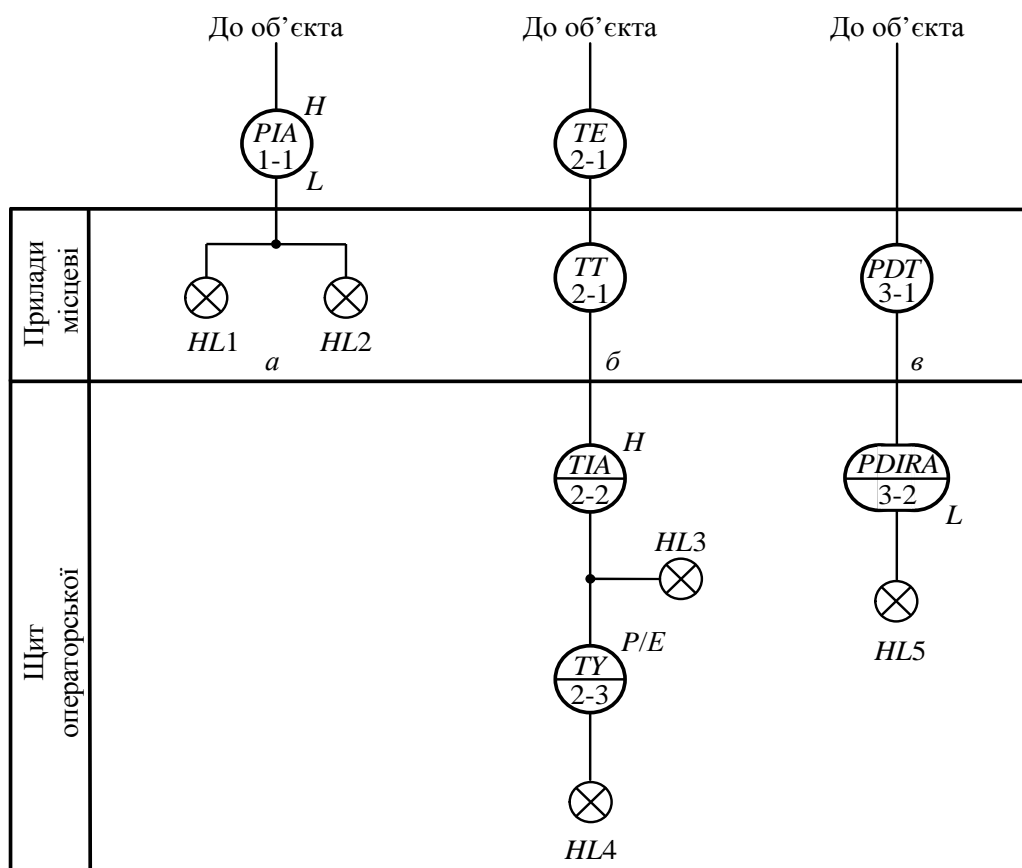 До об’єкта
До об’єкта
До об’єкта
H
PIA
1-1
L
TE
2-1
Прилади
місцеві
HL1
HL2
а
TT
2-1
б
PDT
3-1
в
Щит
операторської
H
TIA
2-2
HL3
P/E
TY
2-3
HL4
PDIRA
3-2
L
HL5